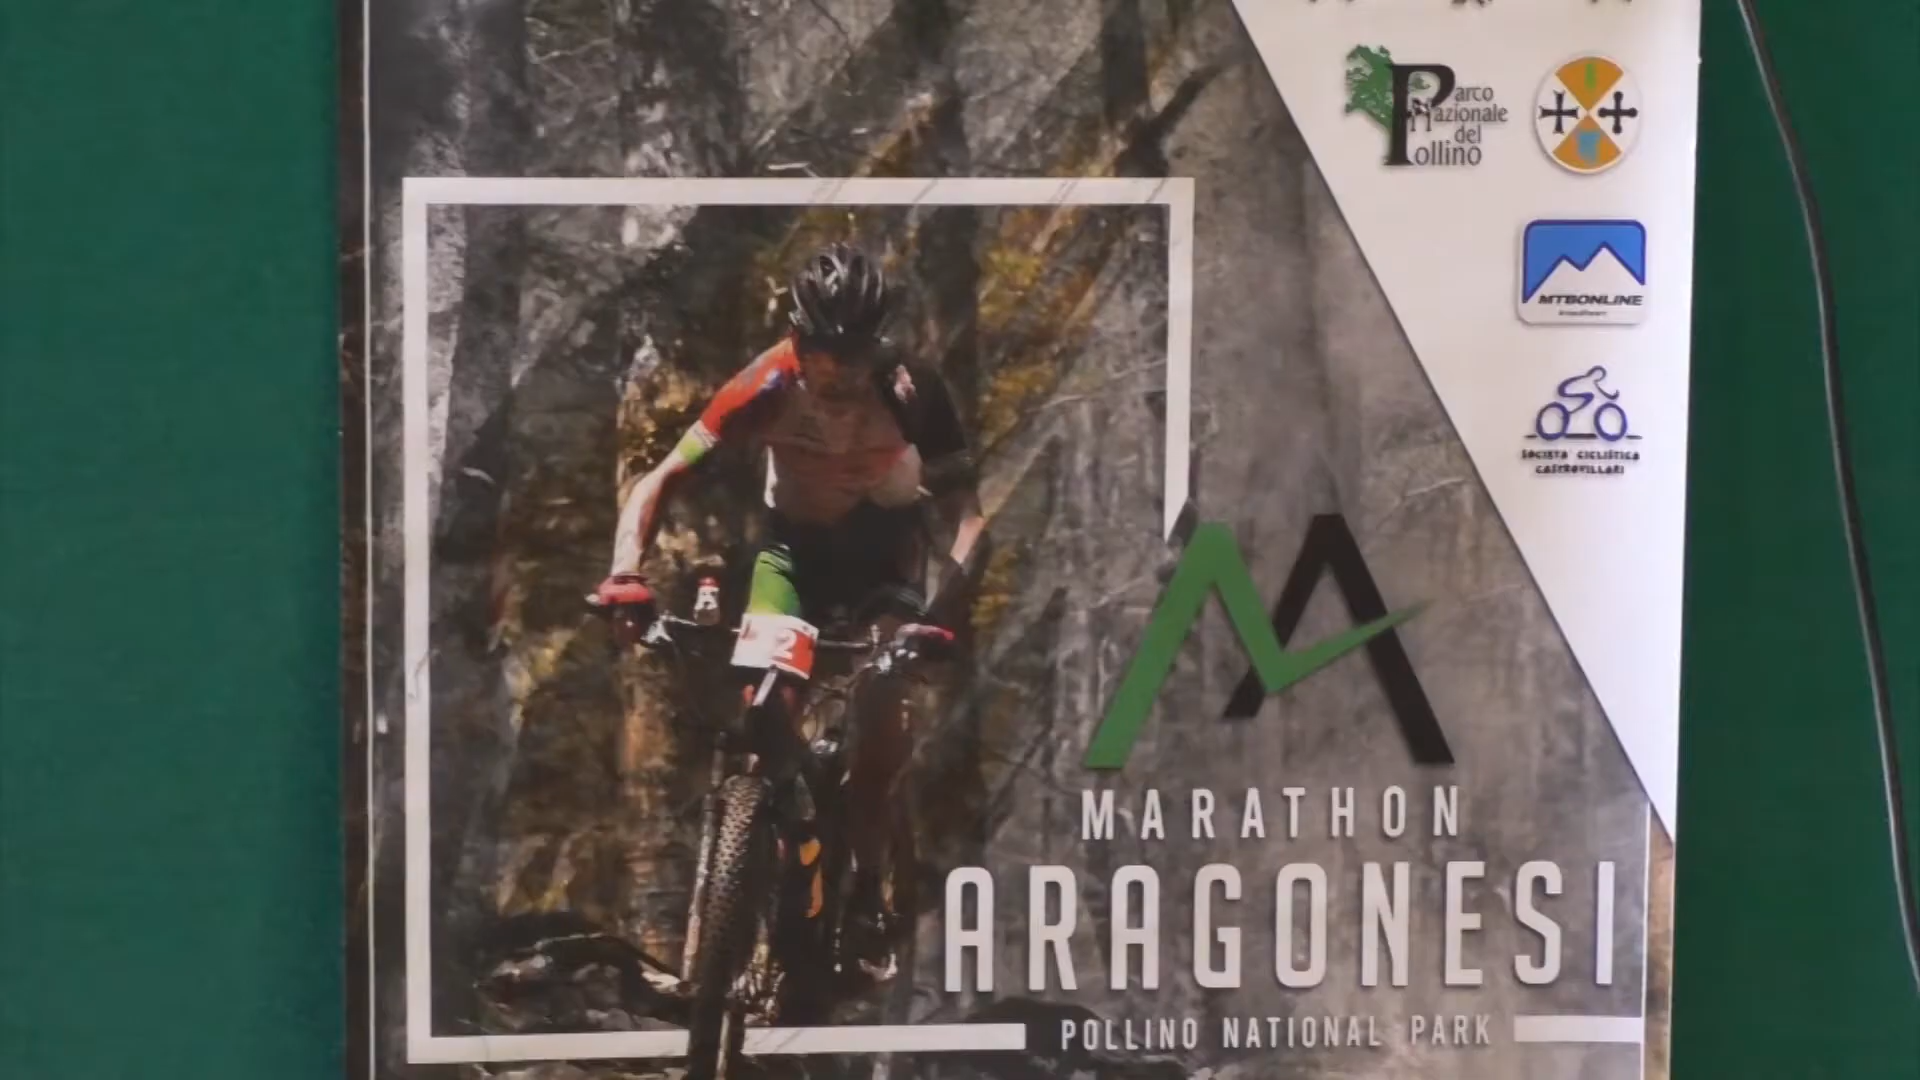 Parco
Nazionale
del
Pollino
MTBONLINE
SOCIETÀ CICLISTICA
CASTROVILLARI
2
MARATHON
ARAGONESI
POLLINO NATIONAL PARK